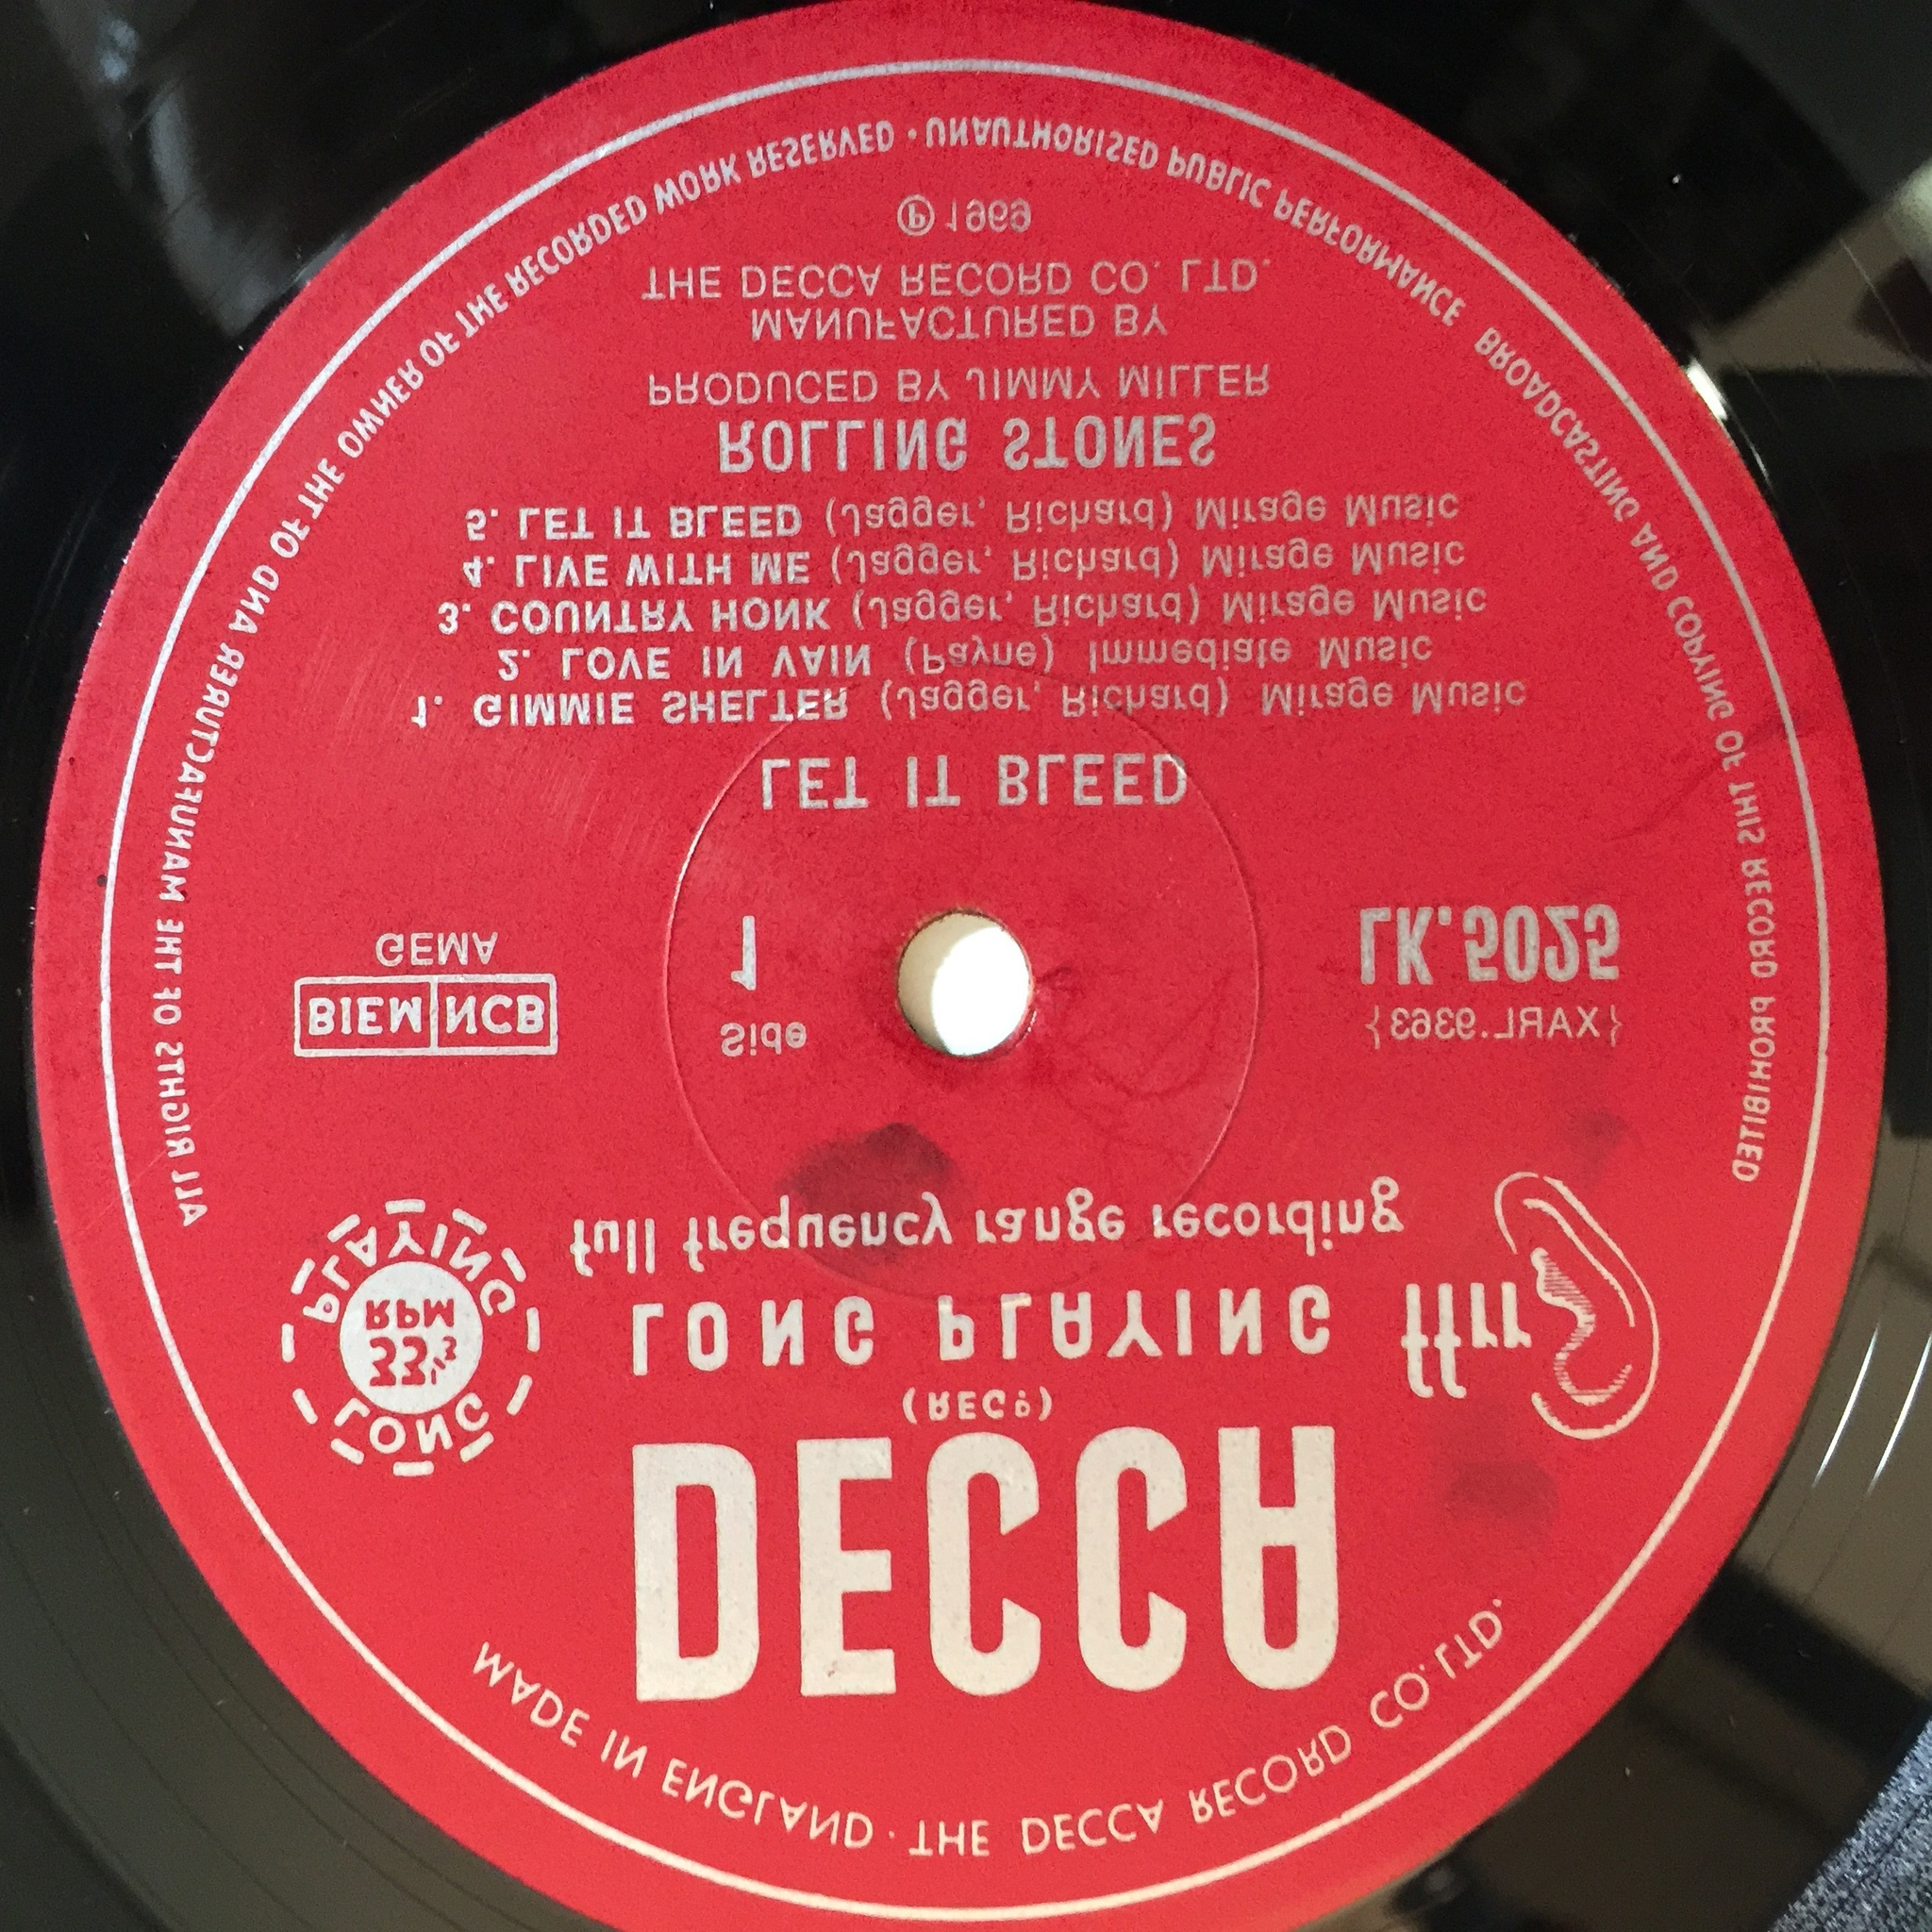 MADE IN ENGLAND · THE DECCA RECORD CO. LTD.
DECCA
(REGD)
LONG PLAYING
33⅓
RPM
LONG PLAYING
ffrr
full frequency range recording
BIEM NCB
GEMA
Side
1
{XARL.9363}
LK.5025
LET IT BLEED
1. GIMMIE SHELTER (Jagger, Richard) Mirage Music
2. LOVE IN VAIN (Payne) Immediate Music
3. COUNTRY HONK (Jagger, Richard) Mirage Music
4. LIVE WITH ME (Jagger, Richard) Mirage Music
5. LET IT BLEED (Jagger, Richard) Mirage Music
ROLLING STONES
PRODUCED BY JIMMY MILLER
MANUFACTURED BY
THE DECCA RECORD CO. LTD.
℗ 1969
ALL RIGHTS OF THE MANUFACTURER AND OF THE OWNER OF THE RECORDED WORK RESERVED · UNAUTHORISED PUBLIC PERFORMANCE BROADCASTING AND COPYING OF THIS RECORD PROHIBITED